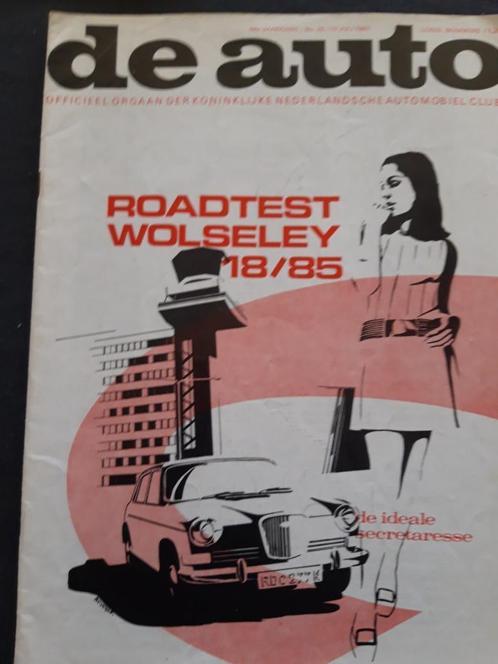 de auto
OFFICIEEL ORGAAN DER KONINKLIJKE NEDERLANDSCHE AUTOMOBIEL CLUB
ROADTEST
WOLSELEY
18/85
de ideale
secretaresse